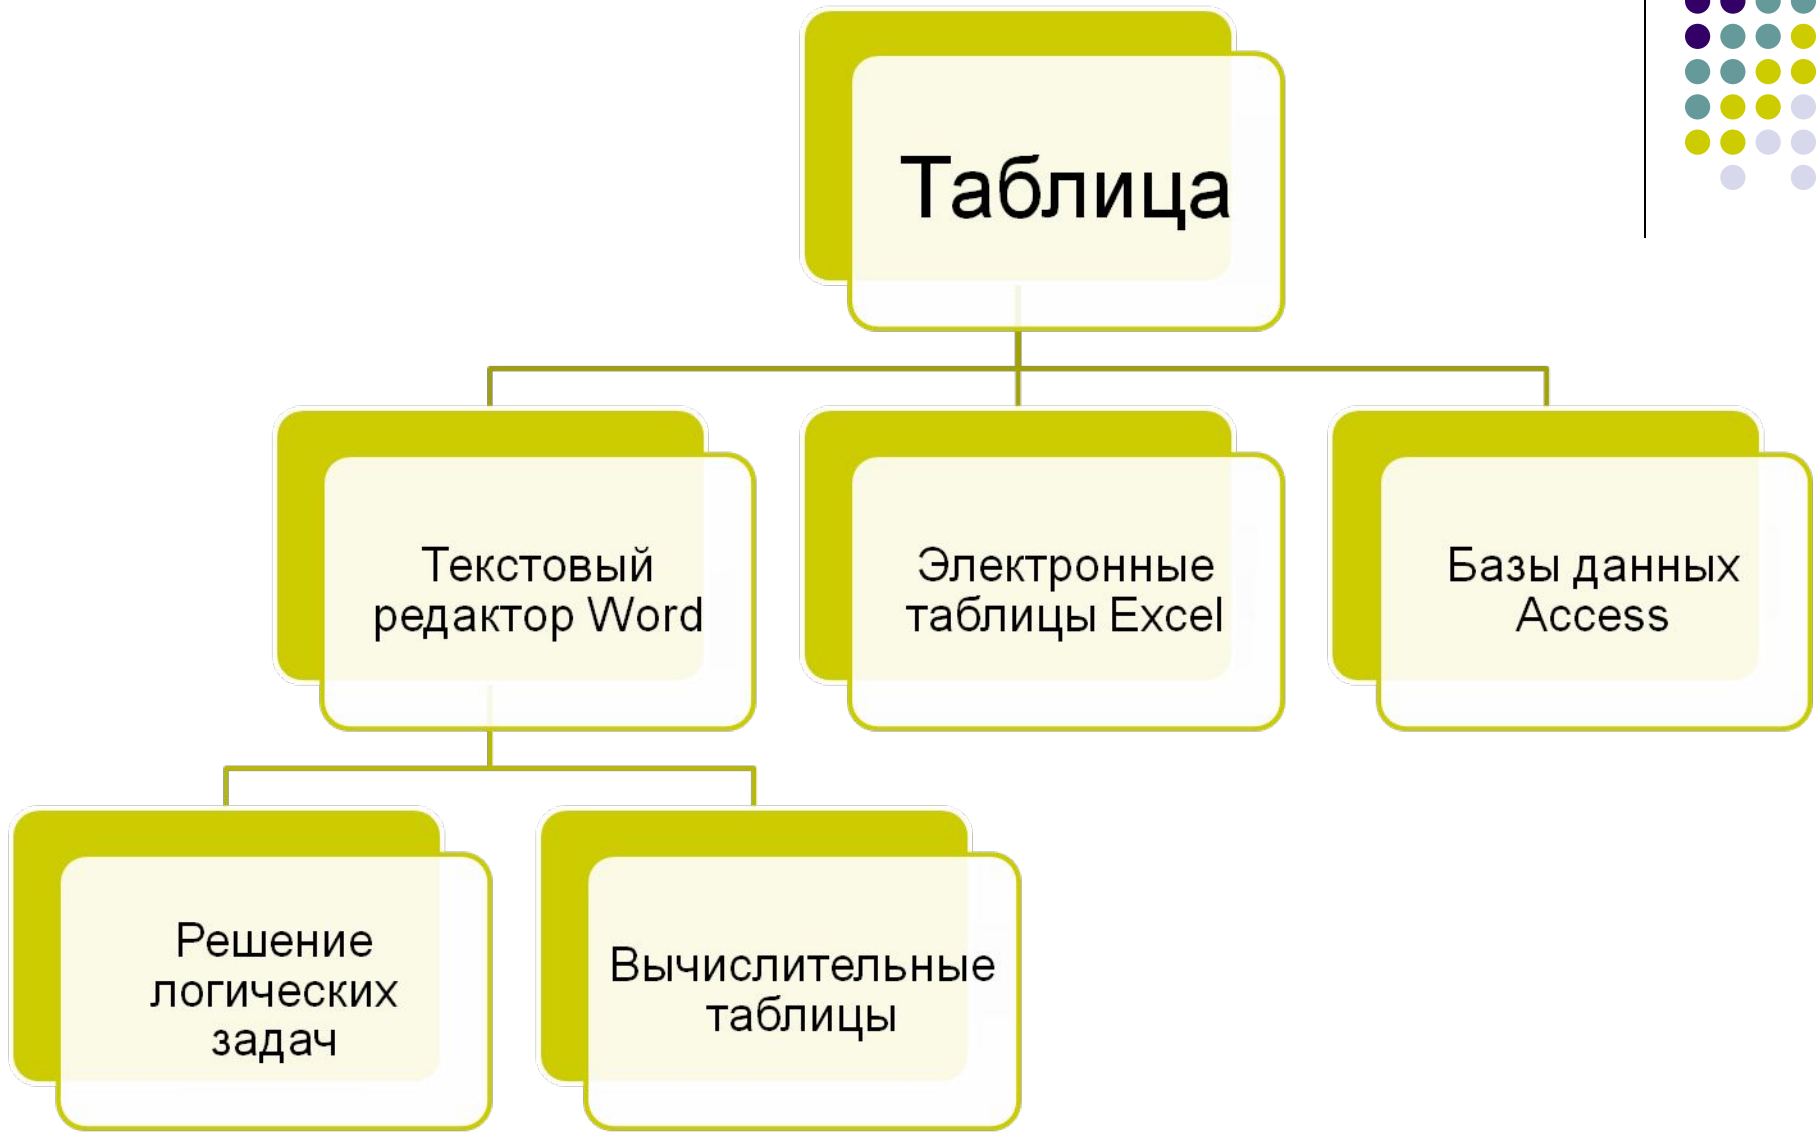 Таблица
Текстовый
редактор Word
Электронные
таблицы Excel
Базы данных
Access
Решение
логических
задач
Вычислительные
таблицы